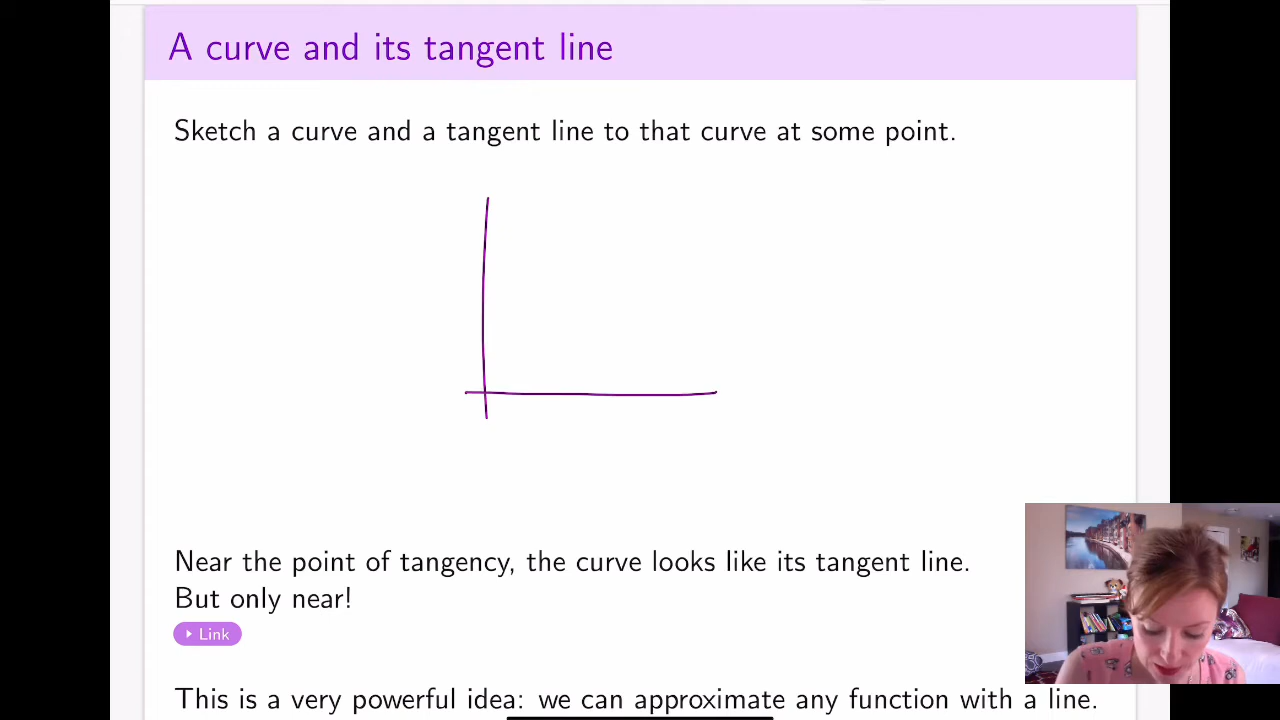 A curve and its tangent line
Sketch a curve and a tangent line to that curve at some point.
Near the point of tangency, the curve looks like its tangent line.
But only near!
Link
This is a very powerful idea: we can approximate any function with a line.